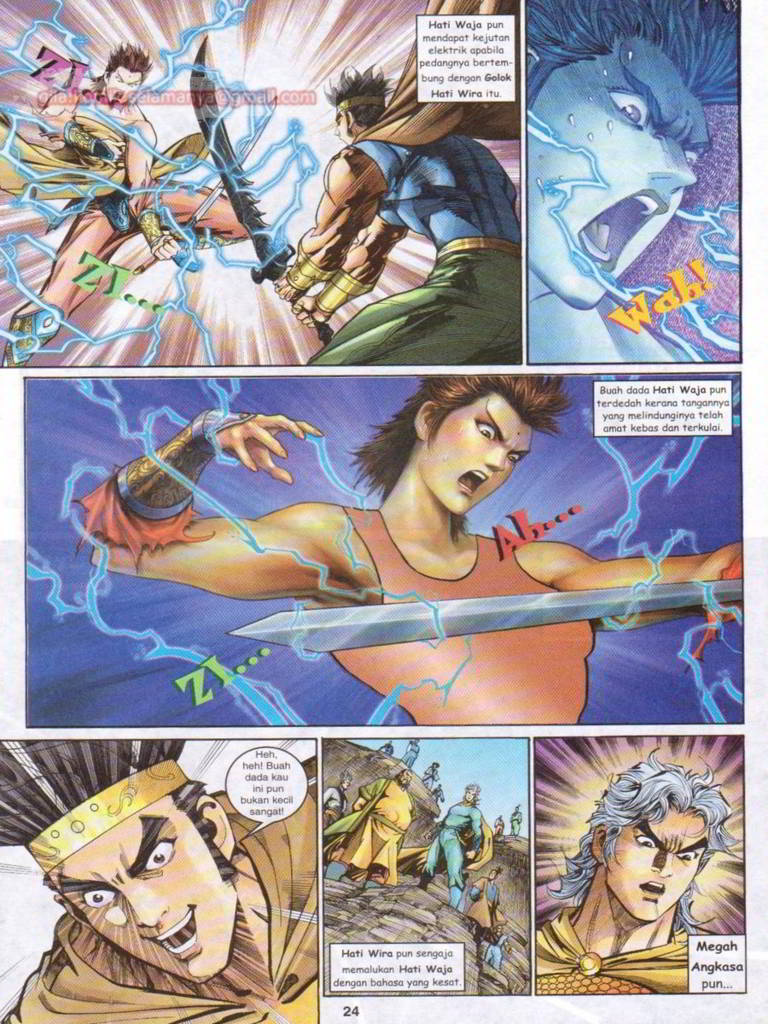 Hati Waja pun
mendapat kejutan
elektrik apabila
pedangnya bertem-
bung dengan Golok
Hati Wira itu.
ZI
ZI...
Wah!
Buah dada Hati Waja pun
terdedah kerana tangannya
yang melindunginya telah
amat kebas dan terkulai.
Ah...
ZI...
Heh,
heh! Buah
dada kau
ini pun
bukan kecil
sangat!
Hati Wira pun sengaja
memalukan Hati Waja
dengan bahasa yang kesat.
Megah
Angkasa
pun...
24